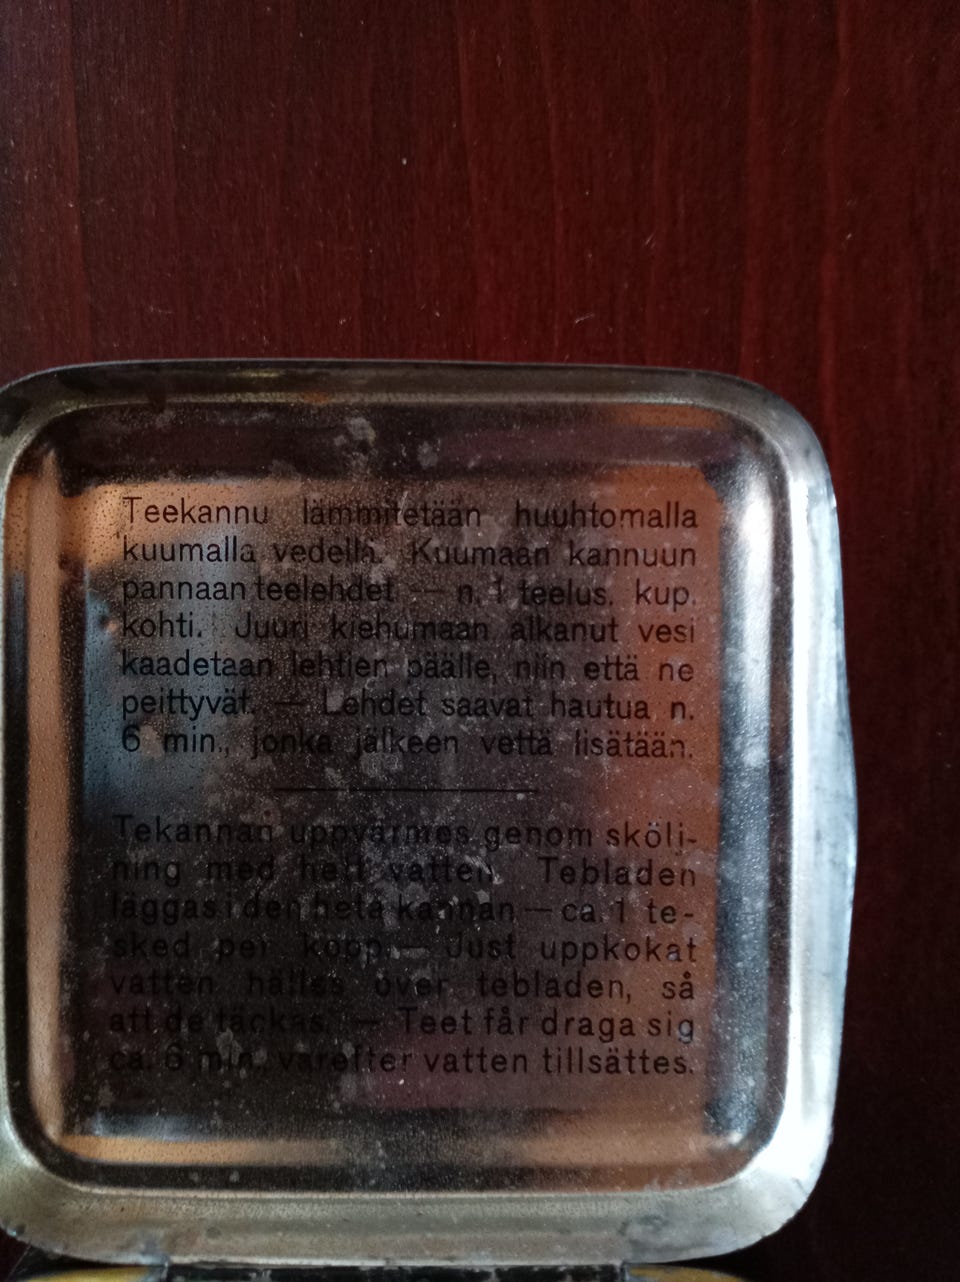 Teekannu lämmitetään huuhtomalla
kuumalla vedellä. Kuumaan kannuun
pannaan teelehdet — n. 1 teelus. kup.
kohti. Juuri kiehumaan alkanut vesi
kaadetaan lehtien päälle, niin että ne
peittyvät. — Lehdet saavat hautua n.
6 min., jonka jälkeen vettä lisätään.
Tekannan uppvärmes genom skölj-
ning med hett vatten. Tebladen
läggas i den heta kannan — ca. 1 te-
sked per kopp. — Just uppkokat
vatten hälles över tebladen, så
att de täckas. — Teet får draga sig
ca. 6 min., varefter vatten tillsättes.